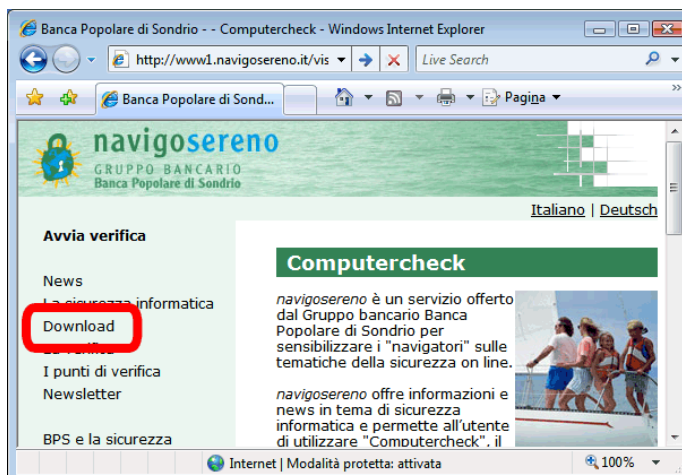 Banca Popolare di Sondrio - - Computercheck - Windows Internet Explorer
http://www1.navigosereno.it/vis
Live Search
Banca Popolare di Sond...
Pagina
navigosereno
GRUPPO BANCARIO
Banca Popolare di Sondrio
Italiano | Deutsch
Avvia verifica
News
La sicurezza informatica
Download
La verifica
I punti di verifica
Newsletter
BPS e la sicurezza
Computercheck
navigosereno è un servizio offerto
dal Gruppo bancario Banca
Popolare di Sondrio per
sensibilizzare i "navigatori" sulle
tematiche della sicurezza on line.
navigosereno offre informazioni e
news in tema di sicurezza
informatica e permette all'utente
di utilizzare "Computercheck", il
Internet | Modalità protetta: attivata
100%